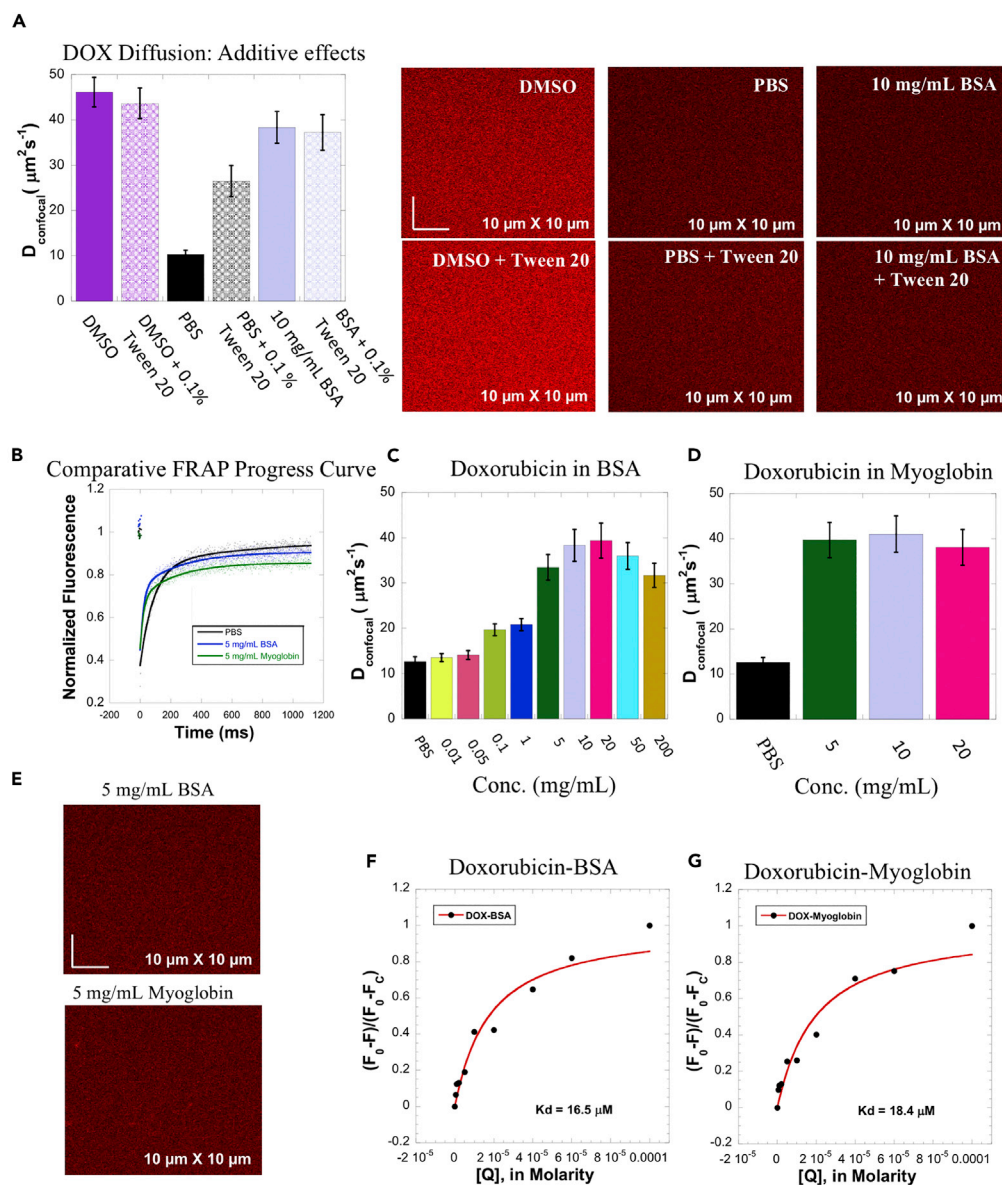 A
DOX Diffusion: Additive effects
D confocal ( μm²s⁻¹)
50
40
30
20
10
0
DMSO
DMSO + 0.1%
Tween 20
PBS
PBS + 0.1 %
Tween 20
10 mg/mL BSA
BSA + 0.1%
Tween 20
DMSO
10 μm X 10 μm
PBS
10 μm X 10 μm
10 mg/mL BSA
10 μm X 10 μm
DMSO + Tween 20
10 μm X 10 μm
PBS + Tween 20
10 μm X 10 μm
10 mg/mL BSA
+ Tween 20
10 μm X 10 μm
B
Comparative FRAP Progress Curve
Normalized Fluorescence
1.2
1
0.8
0.6
0.4
0.2
PBS
5 mg/mL BSA
5 mg/mL Myoglobin
-200 0 200 400 600 800 1000 1200
Time (ms)
C
Doxorubicin in BSA
D confocal ( μm²s⁻¹)
50
40
30
20
10
0
PBS 0.01 0.05 0.1 1 5 10 20 50 200
Conc. (mg/mL)
D
Doxorubicin in Myoglobin
D confocal ( μm²s⁻¹)
50
40
30
20
10
0
PBS 5 10 20
Conc. (mg/mL)
E
5 mg/mL BSA
10 μm X 10 μm
5 mg/mL Myoglobin
10 μm X 10 μm
F
Doxorubicin-BSA
(F₀-F)/(F₀-F_C)
1.2
1
0.8
0.6
0.4
0.2
0
-0.2
DOX-BSA
Kd = 16.5 μM
-2 10⁻⁵ 0 2 10⁻⁵ 4 10⁻⁵ 6 10⁻⁵ 8 10⁻⁵ 0.0001
[Q], in Molarity
G
Doxorubicin-Myoglobin
(F₀-F)/(F₀-F_C)
1.2
1
0.8
0.6
0.4
0.2
0
-0.2
DOX-Myoglobin
Kd = 18.4 μM
-2 10⁻⁵ 0 2 10⁻⁵ 4 10⁻⁵ 6 10⁻⁵ 8 10⁻⁵ 0.0001
[Q], in Molarity